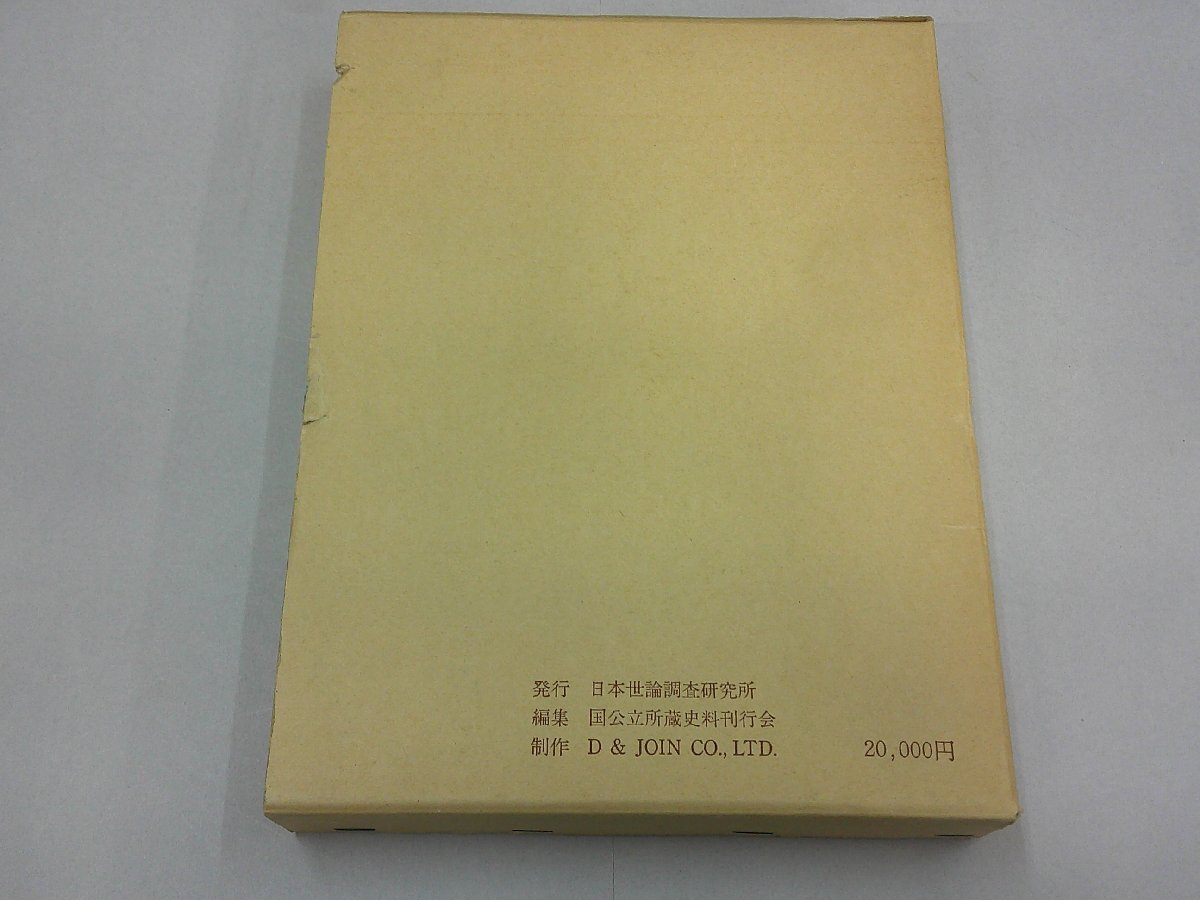 発行 日本世論調査研究所
編集 国公立所蔵史料刊行会
制作 D & JOIN CO., LTD. 20,000円